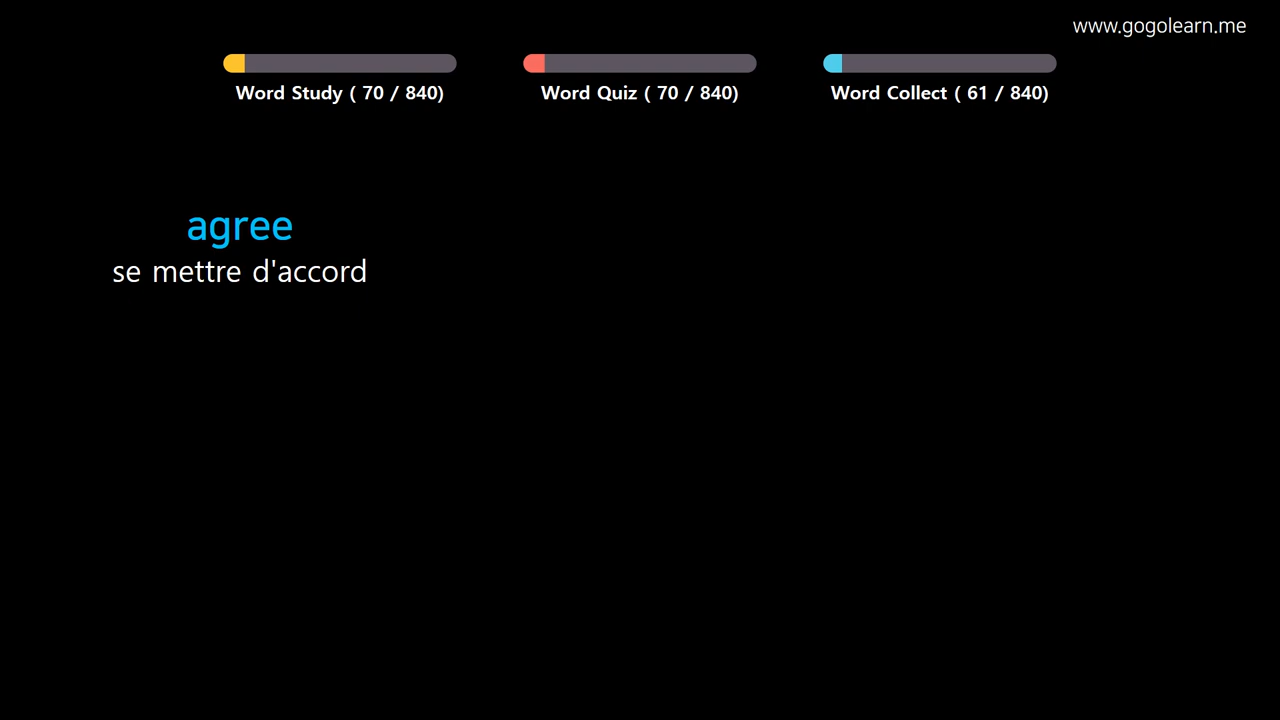 www.gogolearn.me
Word Study ( 70 / 840)
Word Quiz ( 70 / 840)
Word Collect ( 61 / 840)
agree
se mettre d'accord